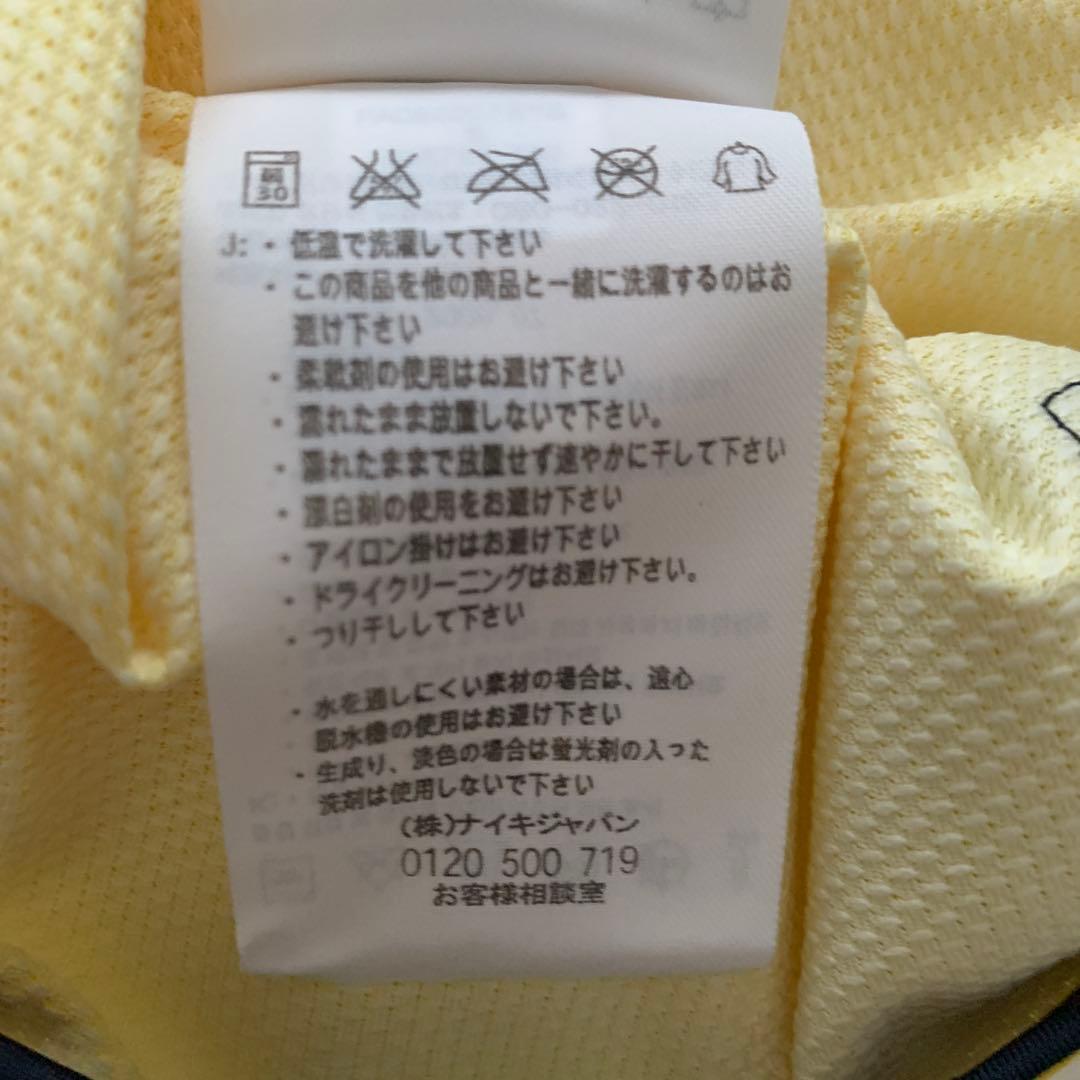 弱
30
J: ・ 低温で洗濯して下さい
・ この商品を他の商品と一緒に洗濯するのはお
避け下さい
・ 柔軟剤の使用はお避け下さい
・ 濡れたまま放置しないで下さい。
・ 濡れたままで放置せず速やかに干して下さい
・ 漂白剤の使用をお避け下さい
・ アイロン掛けはお避け下さい
・ ドライクリーニングはお避け下さい。
・ つり干しして下さい
・ 水を通しにくい素材の場合は、遠心
脱水機の使用はお避け下さい
・ 生成り、淡色の場合は蛍光剤の入った
洗剤は使用しないで下さい
(株)ナイキジャパン
0120 500 719
お客様相談室